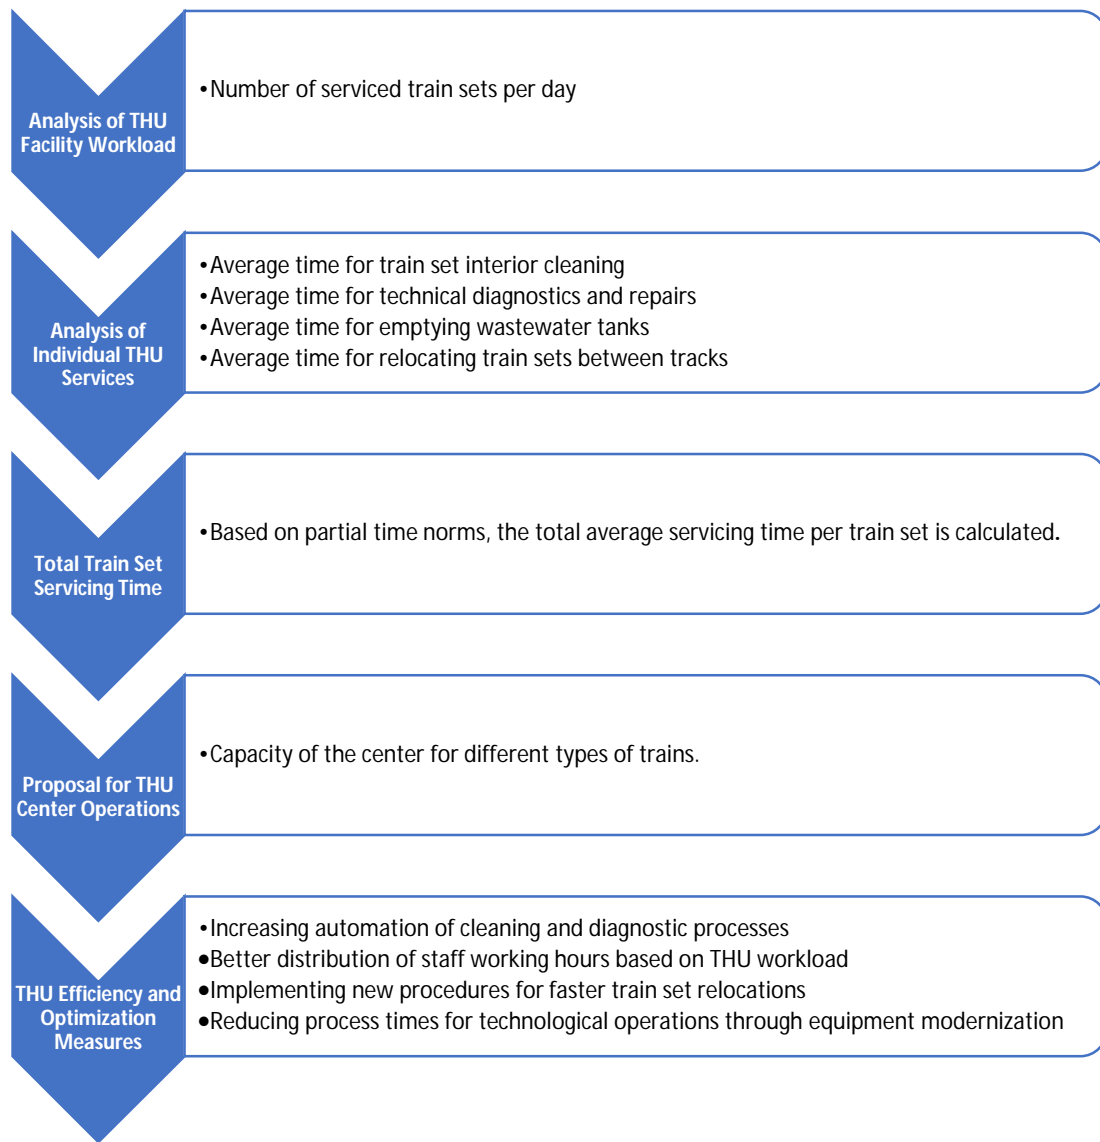 Analysis of THU
Facility Workload
•Number of serviced train sets per day
Analysis of
Individual THU
Services
•Average time for train set interior cleaning
•Average time for technical diagnostics and repairs
•Average time for emptying wastewater tanks
•Average time for relocating train sets between tracks
Total Train Set
Servicing Time
•Based on partial time norms, the total average servicing time per train set is calculated.
Proposal for THU
Center Operations
•Capacity of the center for different types of trains.
THU Efficiency and
Optimization
Measures
•Increasing automation of cleaning and diagnostic processes
•Better distribution of staff working hours based on THU workload
•Implementing new procedures for faster train set relocations
•Reducing process times for technological operations through equipment modernization